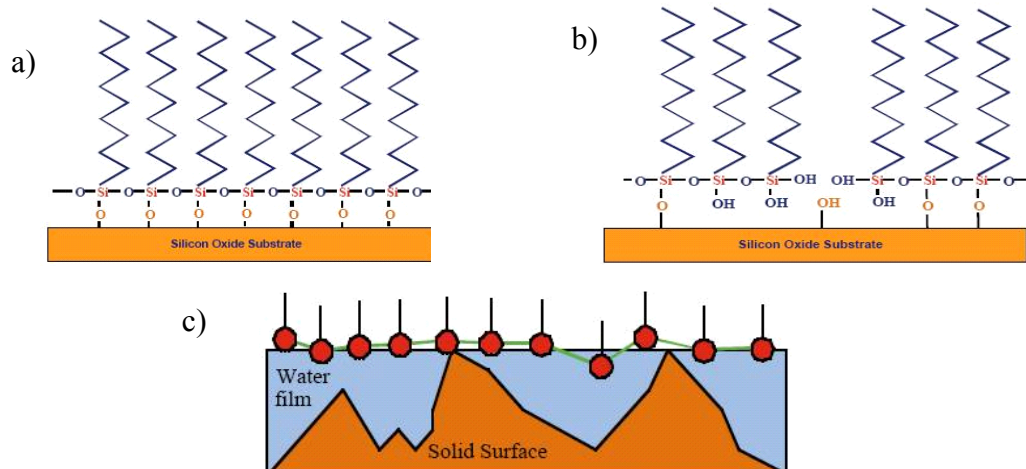 a)
O Si O Si O Si O Si O Si O Si O Si O
O O O O O O O
Silicon Oxide Substrate
b)
O Si O Si O Si OH OH Si O Si O Si O
O OH OH OH OH O O
Silicon Oxide Substrate
c)
Water
film
Solid Surface